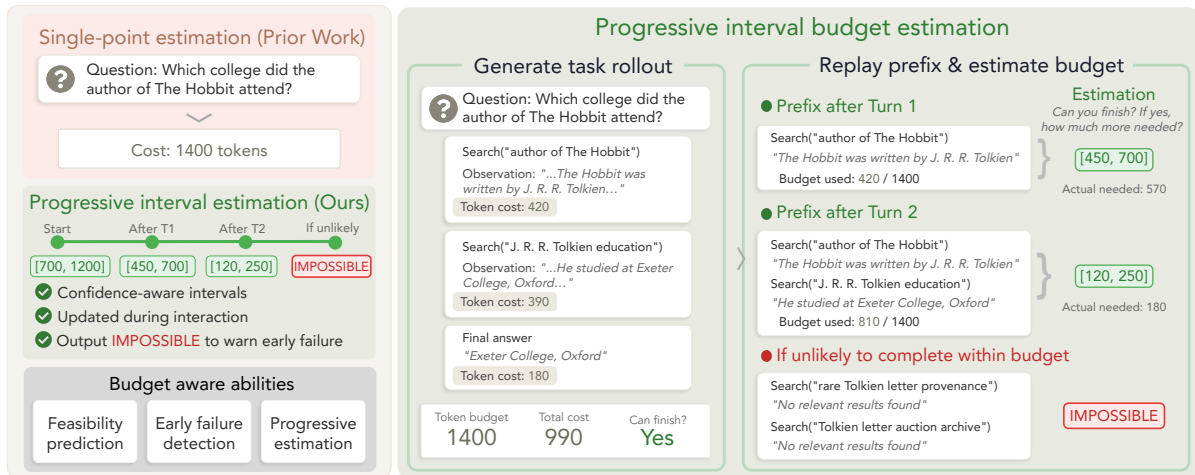 Single-point estimation (Prior Work)
? Question: Which college did the
author of The Hobbit attend?
Cost: 1400 tokens
Progressive interval estimation (Ours)
Start After T1 After T2 If unlikely
[700, 1200] [450, 700] [120, 250] IMPOSSIBLE
Confidence-aware intervals
Updated during interaction
Output IMPOSSIBLE to warn early failure
Budget aware abilities
Feasibility
prediction
Early failure
detection
Progressive
estimation
Progressive interval budget estimation
Generate task rollout
? Question: Which college did the
author of The Hobbit attend?
Search("author of The Hobbit")
Observation: "...The Hobbit was
written by J. R. R. Tolkien..."
Token cost: 420
Search("J. R. R. Tolkien education")
Observation: "...He studied at Exeter
College, Oxford..."
Token cost: 390
Final answer
"Exeter College, Oxford"
Token cost: 180
Token budget
1400
Total cost
990
Can finish?
Yes
Replay prefix & estimate budget
Prefix after Turn 1
Search("author of The Hobbit")
"The Hobbit was written by J. R. R. Tolkien"
Budget used: 420 / 1400
Estimation
Can you finish? If yes,
how much more needed?
[450, 700]
Actual needed: 570
Prefix after Turn 2
Search("author of The Hobbit")
"The Hobbit was written by J. R. R. Tolkien"
Search("J. R. R. Tolkien education")
"He studied at Exeter College, Oxford"
Budget used: 810 / 1400
[120, 250]
Actual needed: 180
If unlikely to complete within budget
Search("rare Tolkien letter provenance")
"No relevant results found"
Search("Tolkien letter auction archive")
"No relevant results found"
IMPOSSIBLE